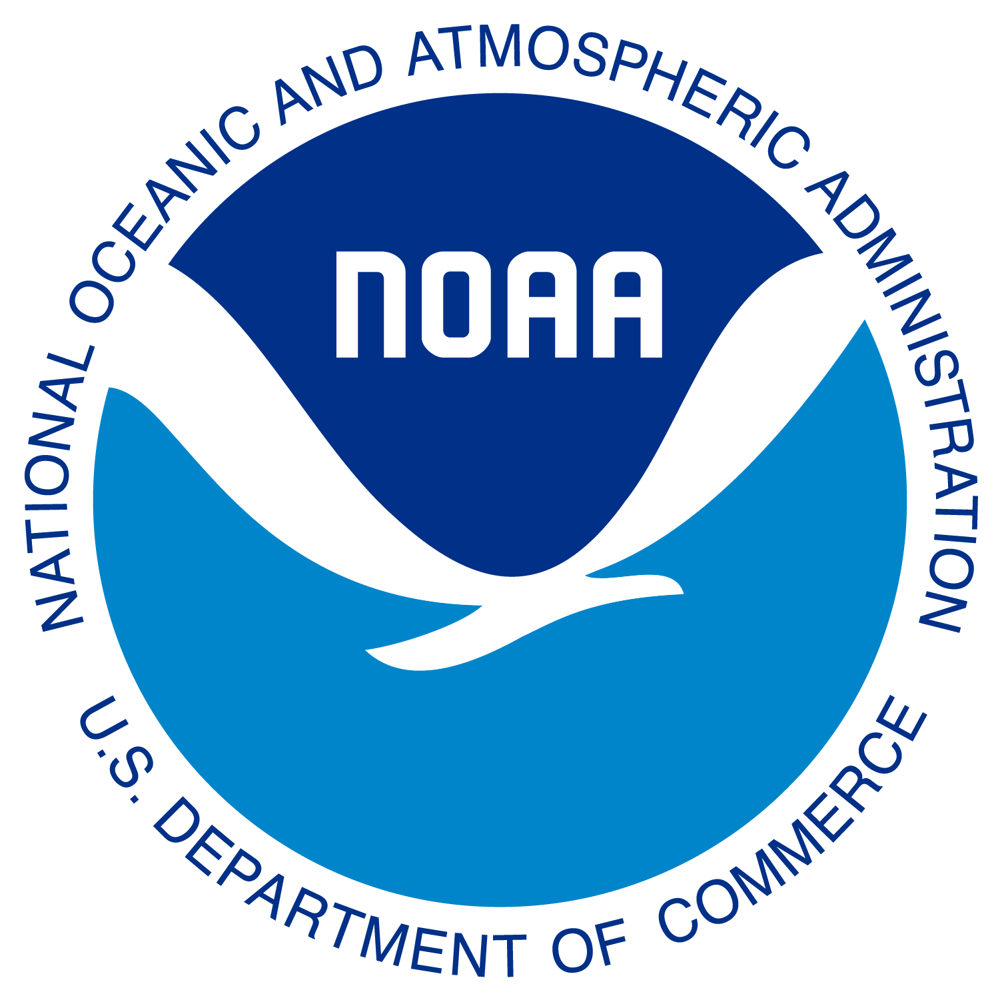 NATIONAL OCEANIC AND ATMOSPHERIC ADMINISTRATION
NOAA
U.S. DEPARTMENT OF COMMERCE